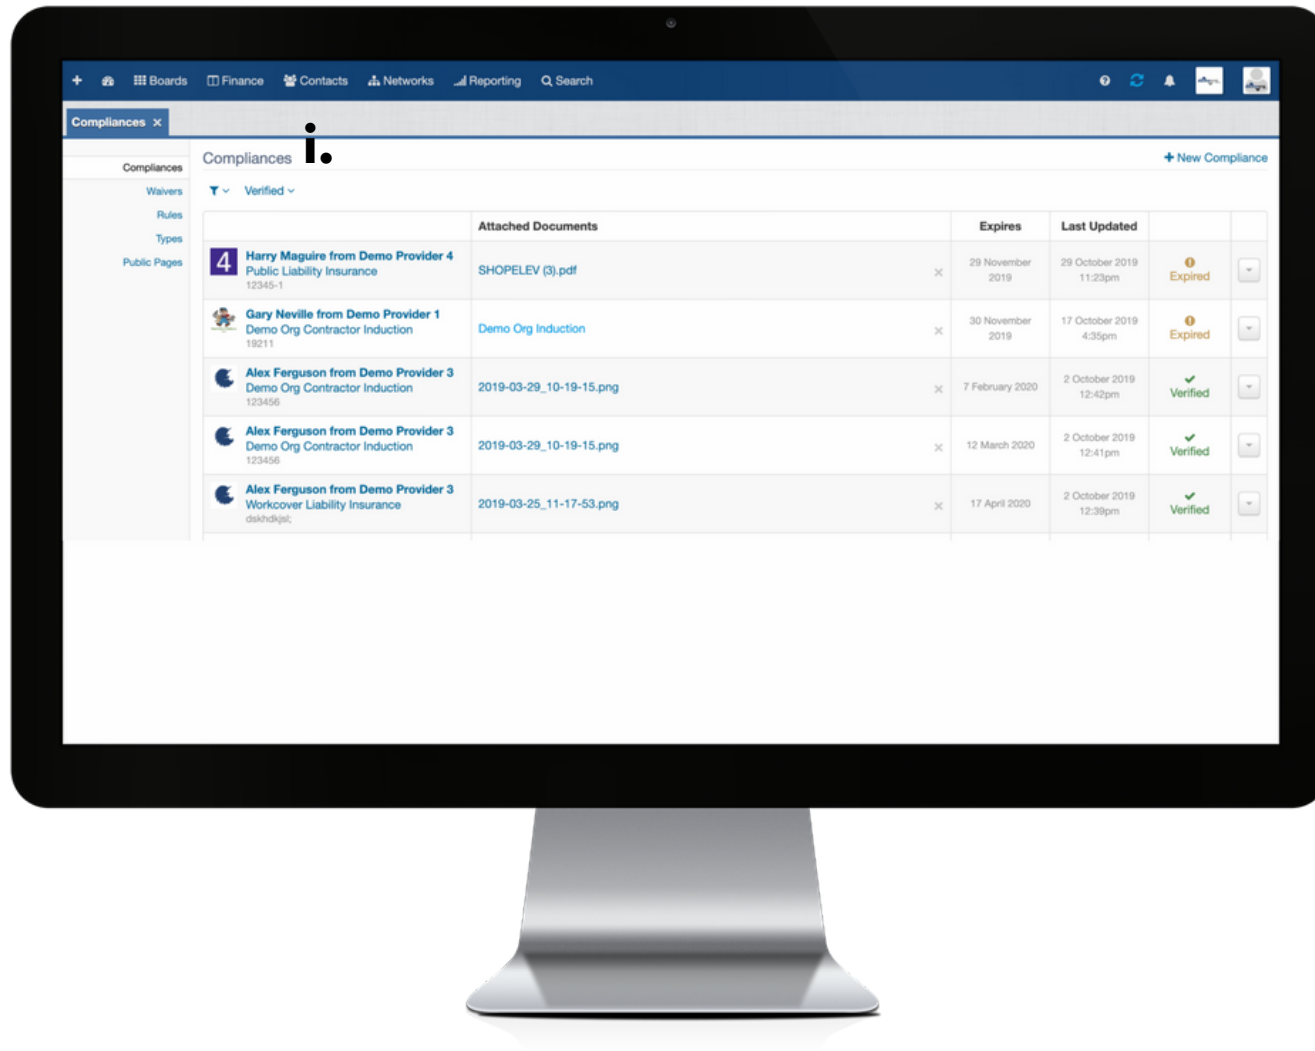 Boards Finance Contacts Networks Reporting Search
Compliances ×
i.
Compliances
Waivers
Rules
Types
Public Pages
Compliances
+ New Compliance
Verified
Attached Documents Expires Last Updated
4
Harry Maguire from Demo Provider 4
Public Liability Insurance
12345-1
SHOPELEV (3).pdf
29 November
2019
29 October 2019
11:23pm
Expired
Gary Neville from Demo Provider 1
Demo Org Contractor Induction
19211
Demo Org Induction
30 November
2019
17 October 2019
4:35pm
Expired
Alex Ferguson from Demo Provider 3
Demo Org Contractor Induction
123456
2019-03-29_10-19-15.png
7 February 2020
2 October 2019
12:42pm
Verified
Alex Ferguson from Demo Provider 3
Demo Org Contractor Induction
123456
2019-03-29_10-19-15.png
12 March 2020
2 October 2019
12:41pm
Verified
Alex Ferguson from Demo Provider 3
Workcover Liability Insurance
dskhdkjsl;
2019-03-25_11-17-53.png
17 April 2020
2 October 2019
12:39pm
Verified